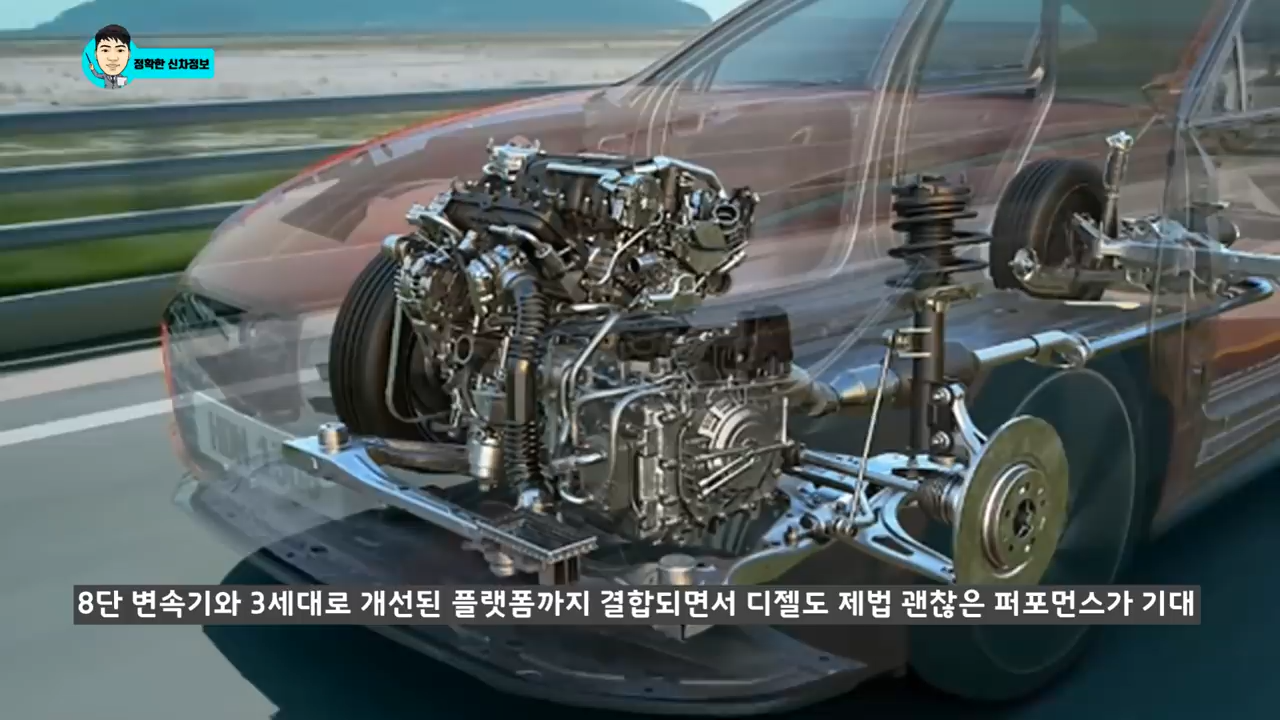 정확한 신차정보
8단 변속기와 3세대로 개선된 플랫폼까지 결합되면서 디젤도 제법 괜찮은 퍼포먼스가 기대